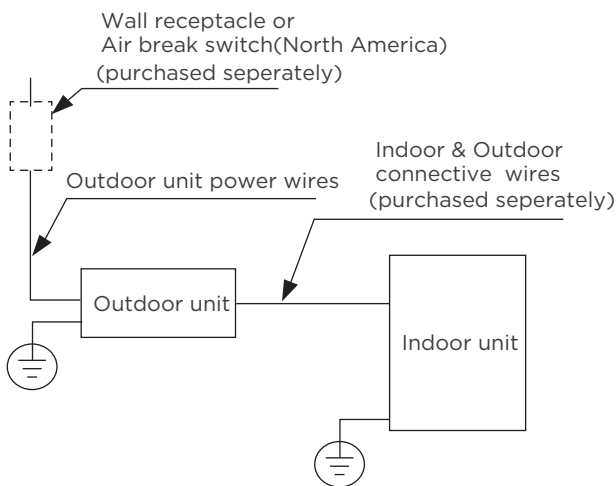 Wall receptacle or
Air break switch(North America)
(purchased seperately)
Indoor & Outdoor
connective wires
(purchased seperately)
Outdoor unit power wires
Outdoor unit
Indoor unit